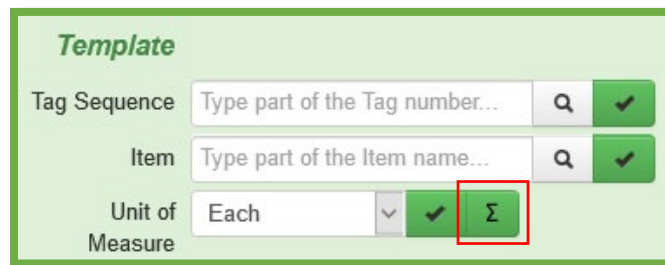 Template
Tag Sequence Type part of the Tag number...
Item Type part of the Item name...
Unit of Each Σ
Measure